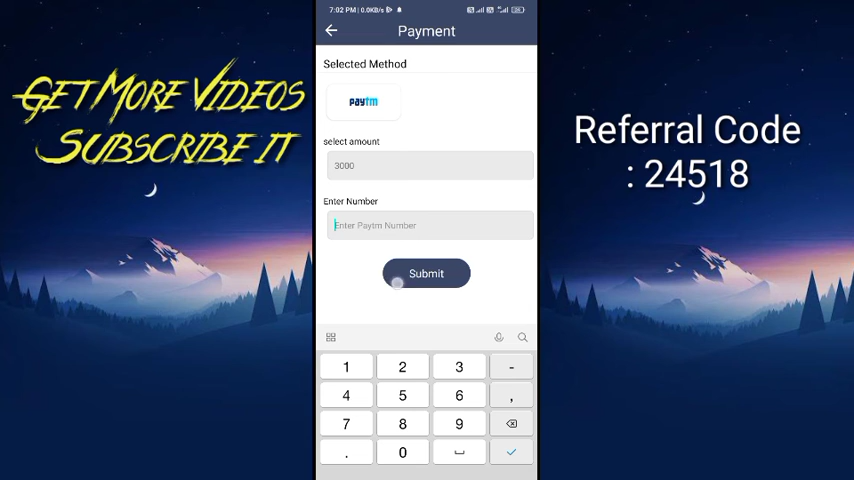 GET MORE VIDEOS
SUBSCRIBE IT
7:02 PM | 0.0KB/s
Payment
Selected Method
paytm
select amount
3000
Enter Number
Enter Paytm Number
Submit
1 2 3 -
4 5 6 ,
7 8 9
. 0
Referral Code
: 24518